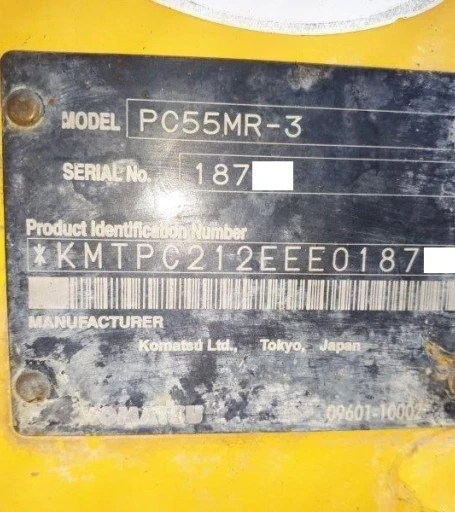 MODEL PC55MR-3
SERIAL No. 187
Product Identification Number
*KMTPC212EEE0187
MANUFACTURER
Komatsu Ltd., Tokyo, Japan
KOMATSU 09601-10002